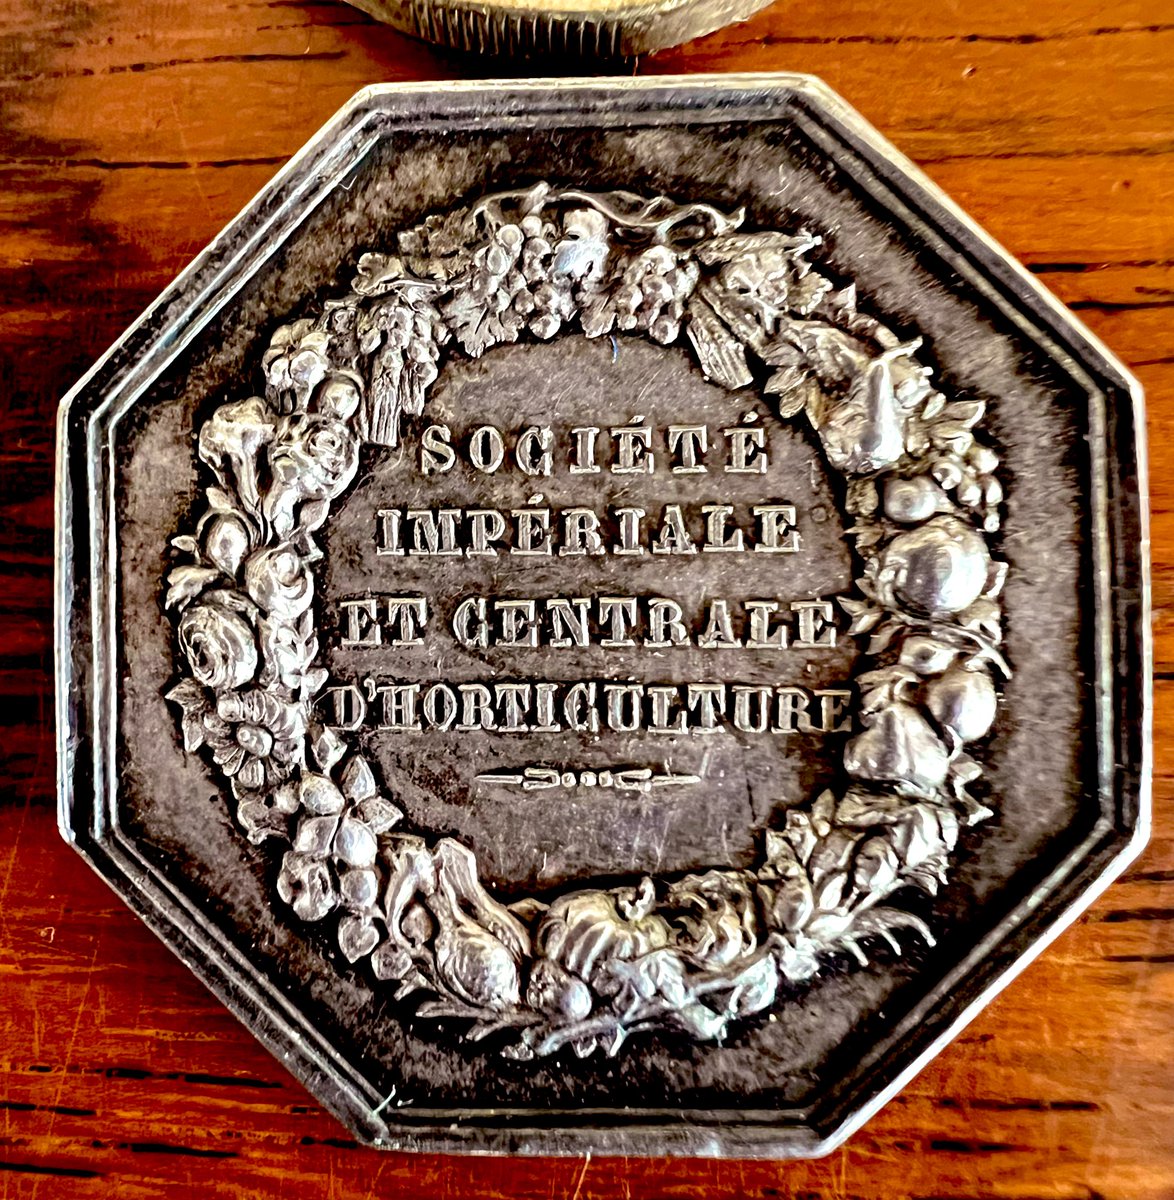 SOCIÉTÉ
IMPÉRIALE
ET CENTRALE
D'HORTICULTURE